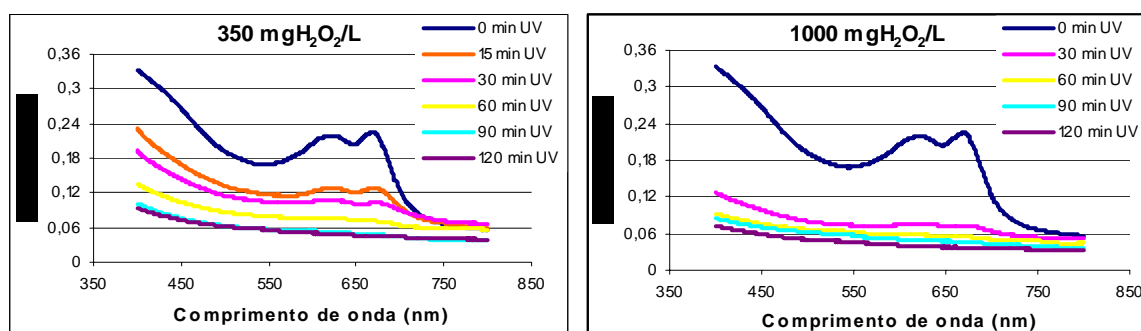 350 mgH₂O₂/L
0,36
0,3
0,24
0,18
0,12
0,06
0
350 450 550 650 750
Comprimento de onda (nm)
0 min UV
15 min UV
30 min UV
60 min UV
90 min UV
120 min UV
1000 mgH₂O₂/L
0,36
0,3
0,24
0,18
0,12
0,06
0
350 450 550 650 750
Comprimento de onda (nm)
0 min UV
30 min UV
60 min UV
90 min UV
120 min UV